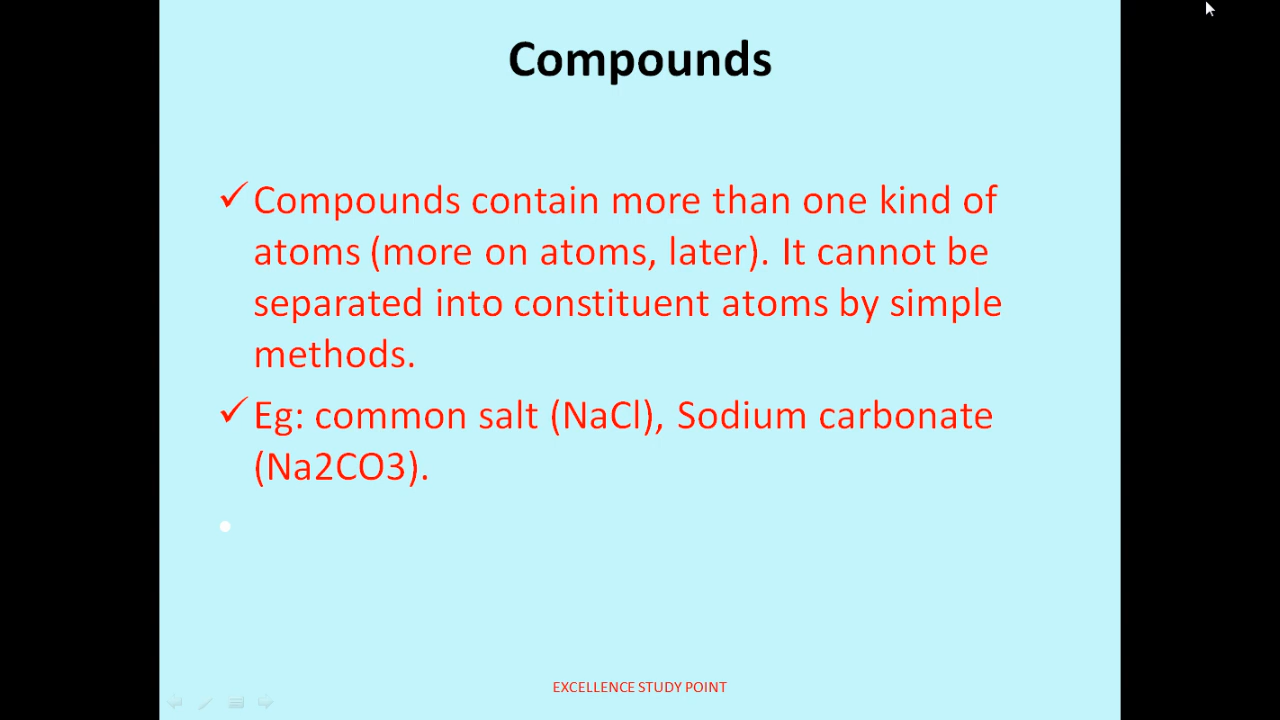 Compounds
✓Compounds contain more than one kind of
atoms (more on atoms, later). It cannot be
separated into constituent atoms by simple
methods.
✓Eg: common salt (NaCl), Sodium carbonate
(Na2CO3).
•
EXCELLENCE STUDY POINT